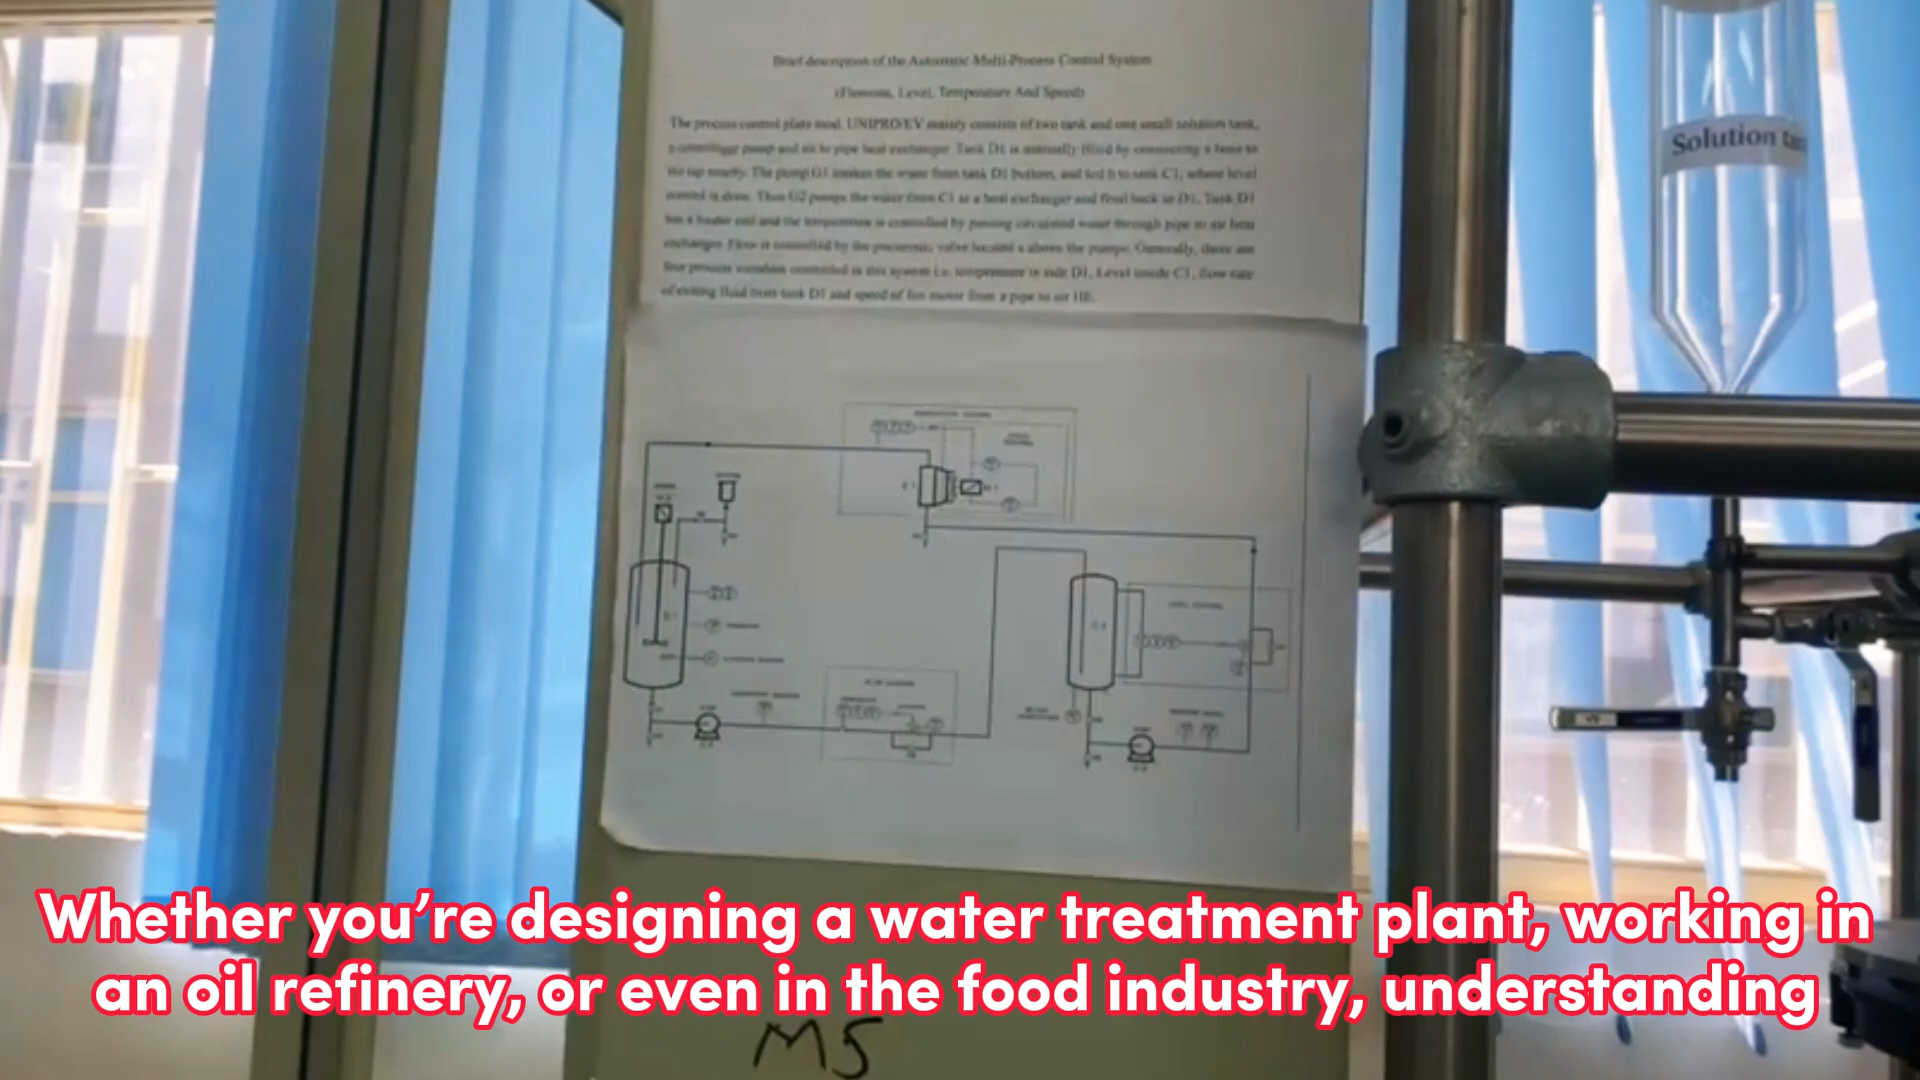 Brief description of the Automatic Multi-Process Control System
(Flowrate, Level, Temperature And Speed)
The process control plate mod. UNIPRO/EV mainly consists of two tank and one small solution tank,
a centrifugal pump and air to pipe heat exchanger. Tank D1 is manually filled by connecting a hose to
the tap nearby. The pump G1 intakes the water from tank D1 bottom, and fed it to tank C1, where level
control is done. Then G2 pumps the water from C1 to a heat exchanger and final back to D1. Tank D1
has a heater coil and the temperature is controlled by passing circulated water through pipe to air heat
exchanger. Flow is controlled by the pneumatic valve located a above the pumps. Generally, there are
four process variables controlled in this system i.e. temperature in side D1, Level inside C1, flow rate
of exiting fluid from tank D1 and speed of fan motor from a pipe to air HE.
Solution tan
Whether you’re designing a water treatment plant, working in
an oil refinery, or even in the food industry, understanding
M5